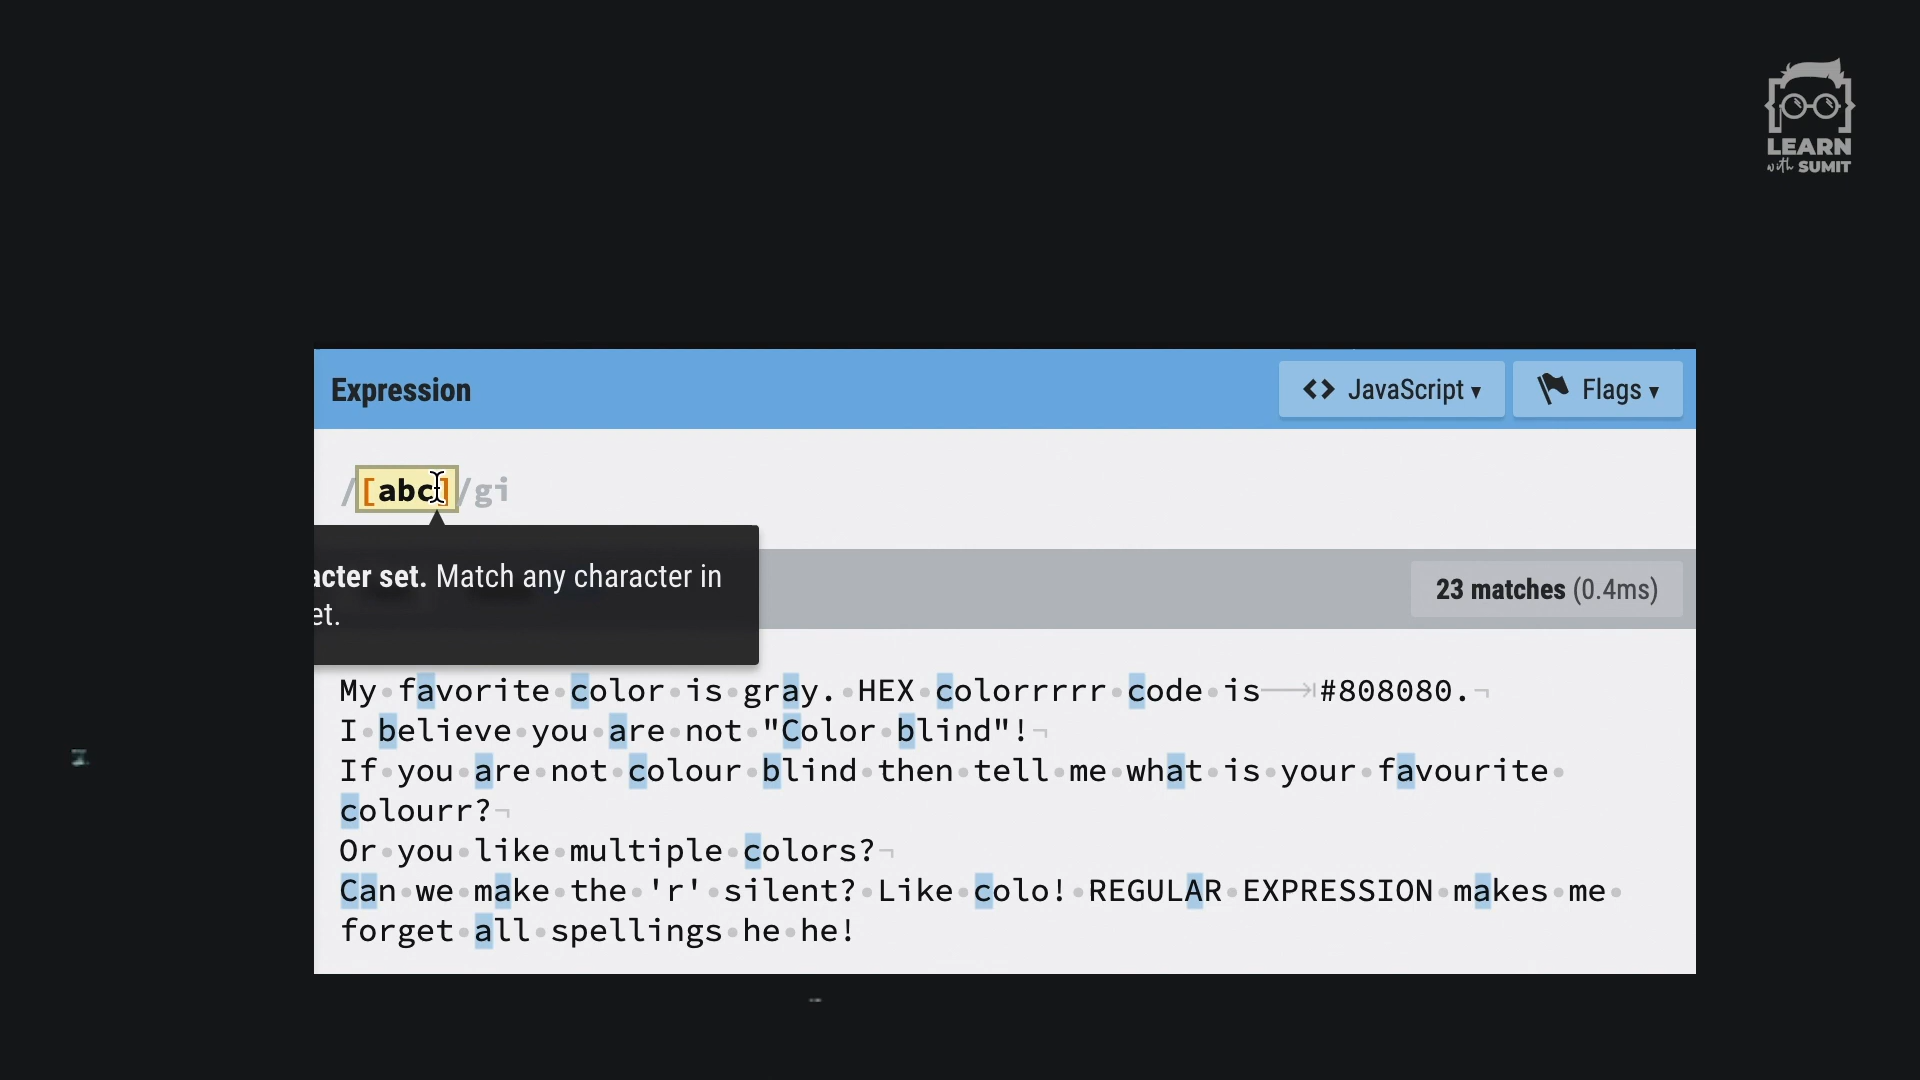 LEARN
with SUMIT
Expression
<> JavaScript ▾
Flags ▾
/[abc]/gi
acter set. Match any character in
et.
23 matches (0.4ms)
My favorite color is gray. HEX colorrrrr code is #808080.
I believe you are not "Color blind"!
If you are not colour blind then tell me what is your favourite
colourr?
Or you like multiple colors?
Can we make the 'r' silent? Like colo! REGULAR EXPRESSION makes me
forget all spellings he he!